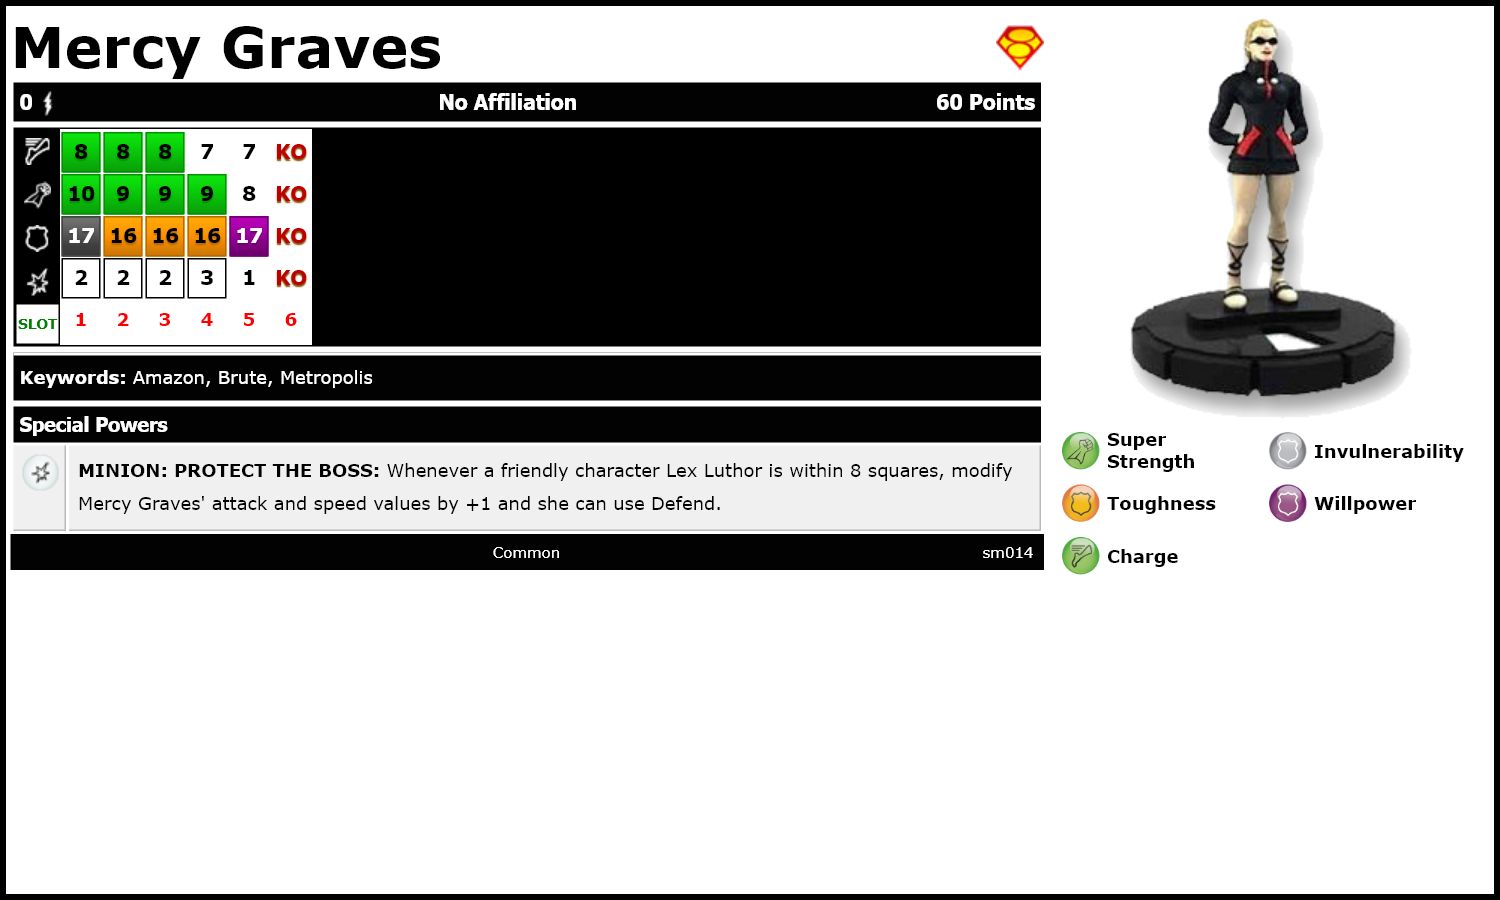 Mercy Graves
0 No Affiliation 60 Points
8 8 8 7 7 KO
10 9 9 9 8 KO
17 16 16 16 17 KO
2 2 2 3 1 KO
SLOT 1 2 3 4 5 6
Keywords: Amazon, Brute, Metropolis
Special Powers
MINION: PROTECT THE BOSS: Whenever a friendly character Lex Luthor is within 8 squares, modify
Mercy Graves' attack and speed values by +1 and she can use Defend.
Common sm014
Super
Strength
Invulnerability
Toughness
Willpower
Charge